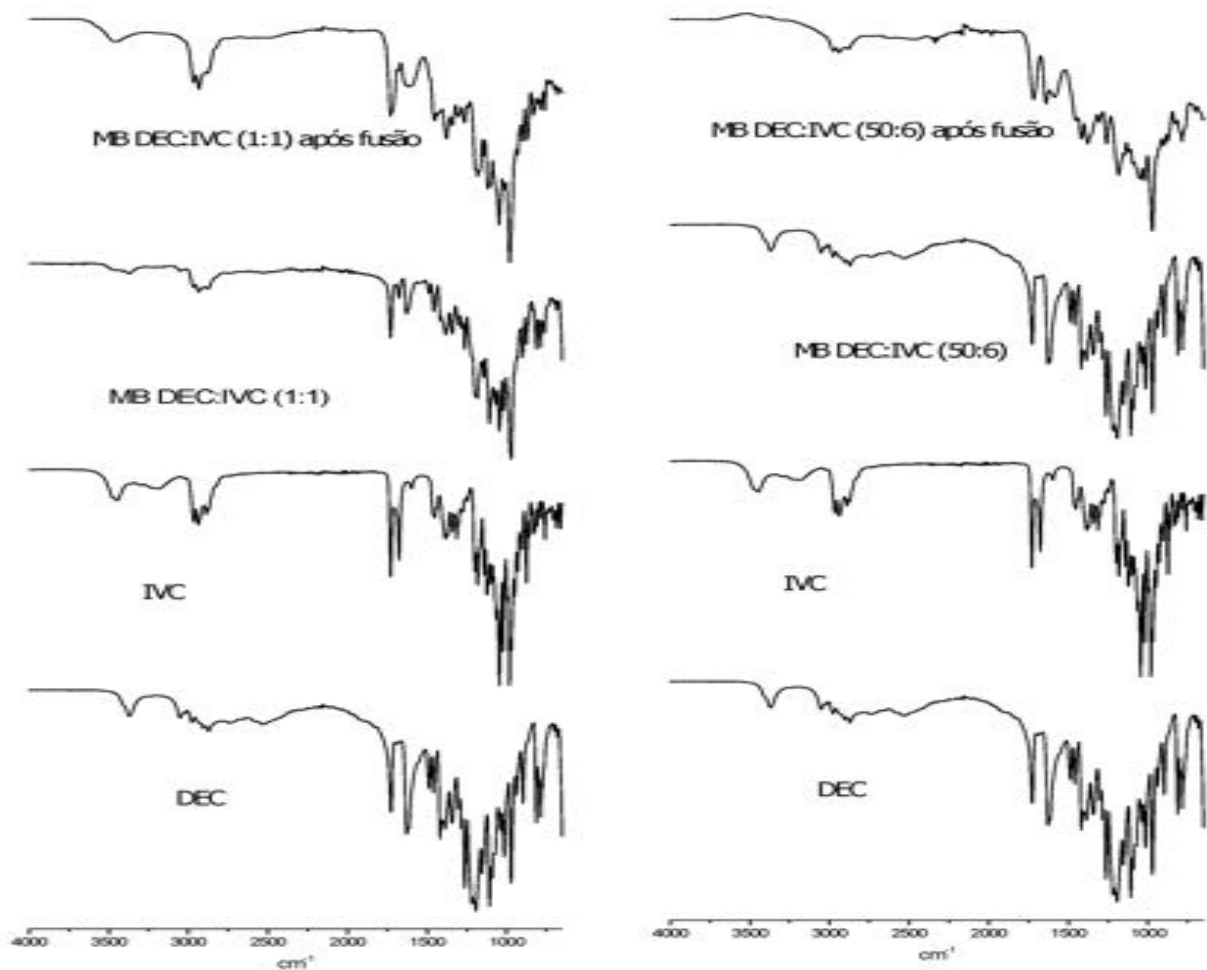 MB DEC:IVC (1:1) após fusão
MB DEC:IVC (1:1)
IVC
DEC
4000 3500 3000 2500 2000 1500 1000
cm⁻¹
MB DEC:IVC (50:6) após fusão
MB DEC:IVC (50:6)
IVC
DEC
4000 3500 3000 2500 2000 1500 1000
cm⁻¹